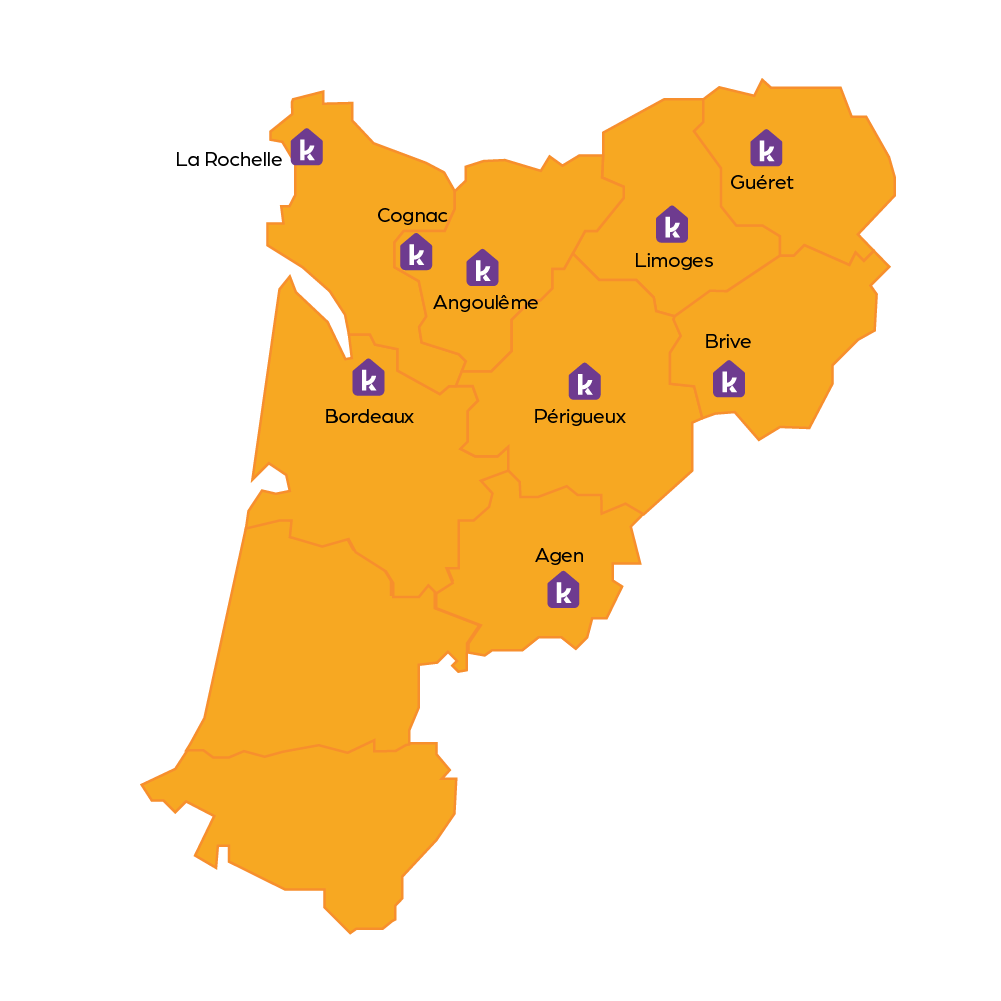 La Rochelle
k
k
Guéret
Cognac
k
k
Limoges
k
Angoulême
Brive
k
k
Bordeaux
k
Périgueux
Agen
k